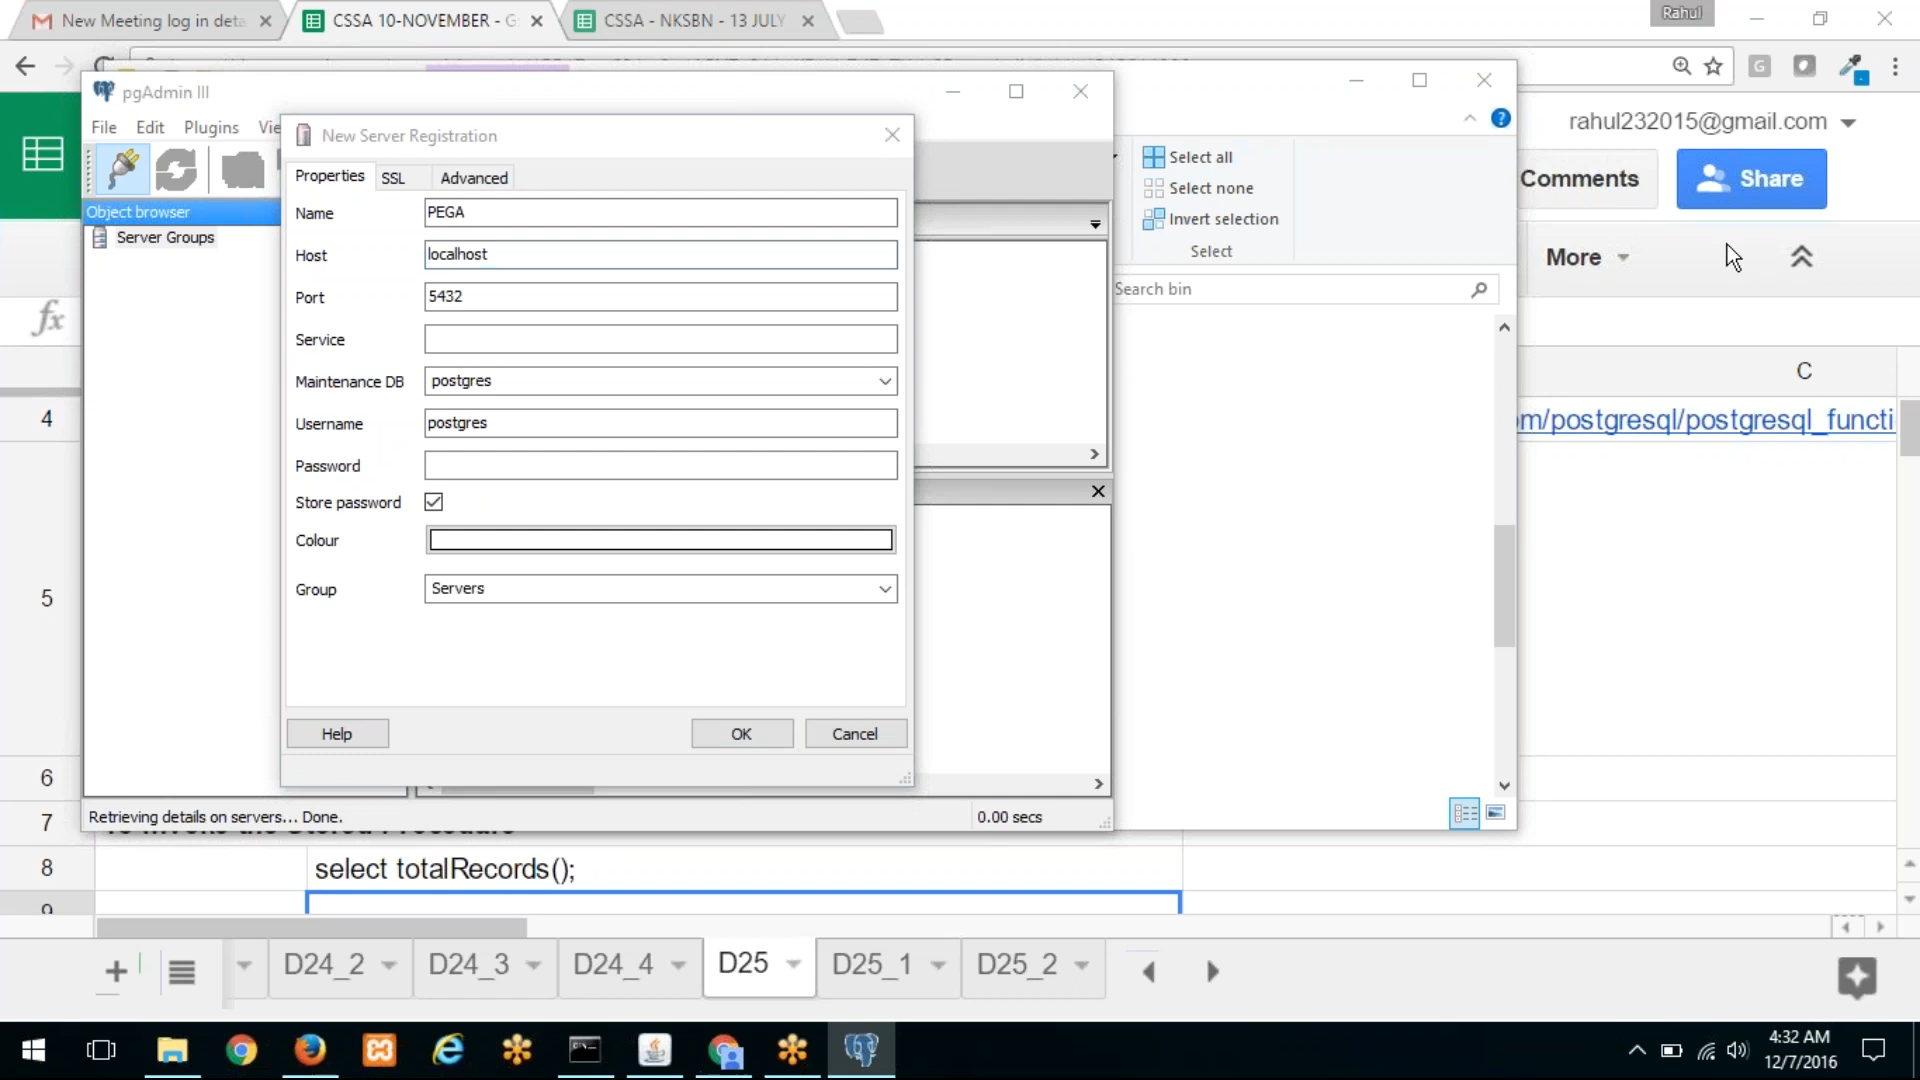 New Meeting log in deta
CSSA 10-NOVEMBER - G
CSSA - NKSBN - 13 JULY
Rahul
pgAdmin III
File Edit Plugins Vie
New Server Registration
rahul232015@gmail.com
Properties SSL Advanced
Select all
Select none
Invert selection
Select
Comments
Share
Object browser
Server Groups
Name PEGA
Host localhost
Port 5432
Service
Maintenance DB postgres
Username postgres
Password
Store password
Colour
Group Servers
Help OK Cancel
More
Search bin
fx
C
4
m/postgresql/postgresql_functi
5
6
Retrieving details on servers... Done.
0.00 secs
7
8 select totalRecords();
9
D24_2 D24_3 D24_4 D25 D25_1 D25_2
4:32 AM
12/7/2016